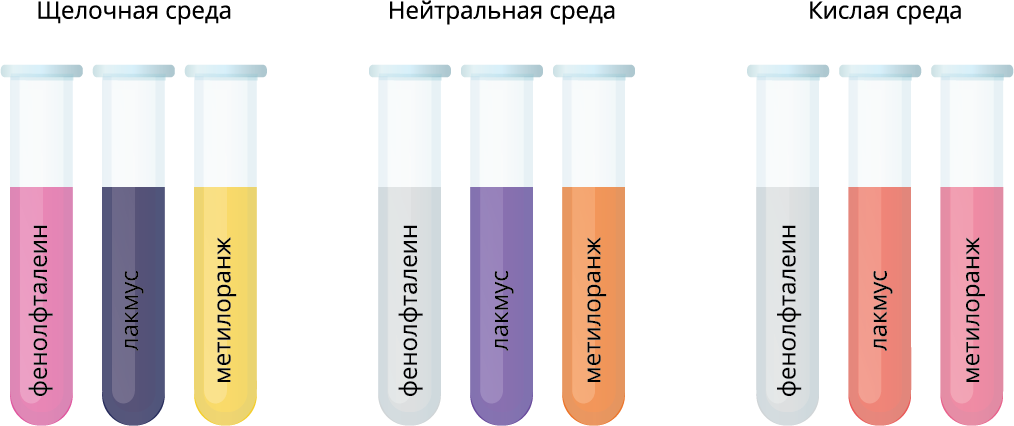 Щелочная среда
фенолфталеин
лакмус
метилоранж
Нейтральная среда
фенолфталеин
лакмус
метилоранж
Кислая среда
фенолфталеин
лакмус
метилоранж